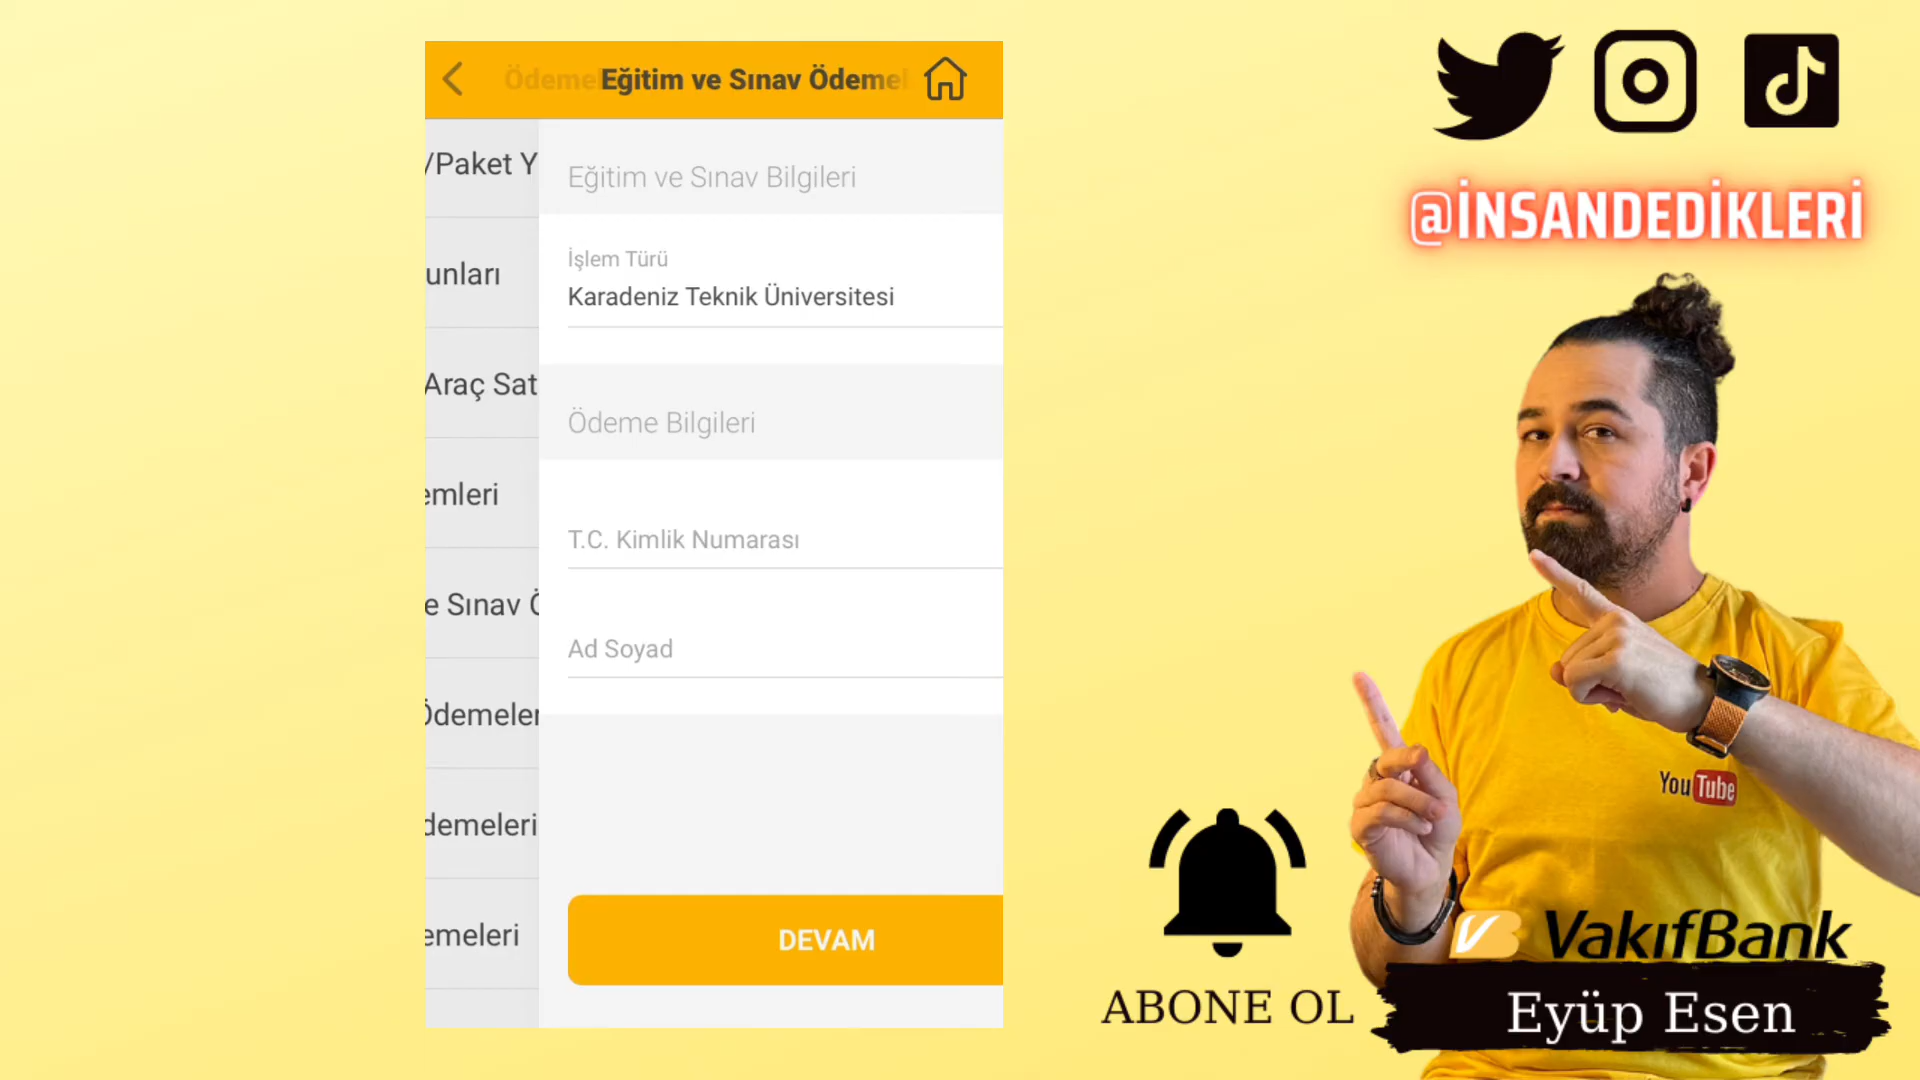 Ödeme
Eğitim ve Sınav Ödemel
/Paket Y
unları
Araç Sat
emleri
e Sınav Ö
Ödemeler
demeleri
emeleri
Eğitim ve Sınav Bilgileri
İşlem Türü
Karadeniz Teknik Üniversitesi
Ödeme Bilgileri
T.C. Kimlik Numarası
Ad Soyad
DEVAM
@İNSANDEDİKLERİ
YouTube
ABONE OL
VakıfBank
Eyüp Esen